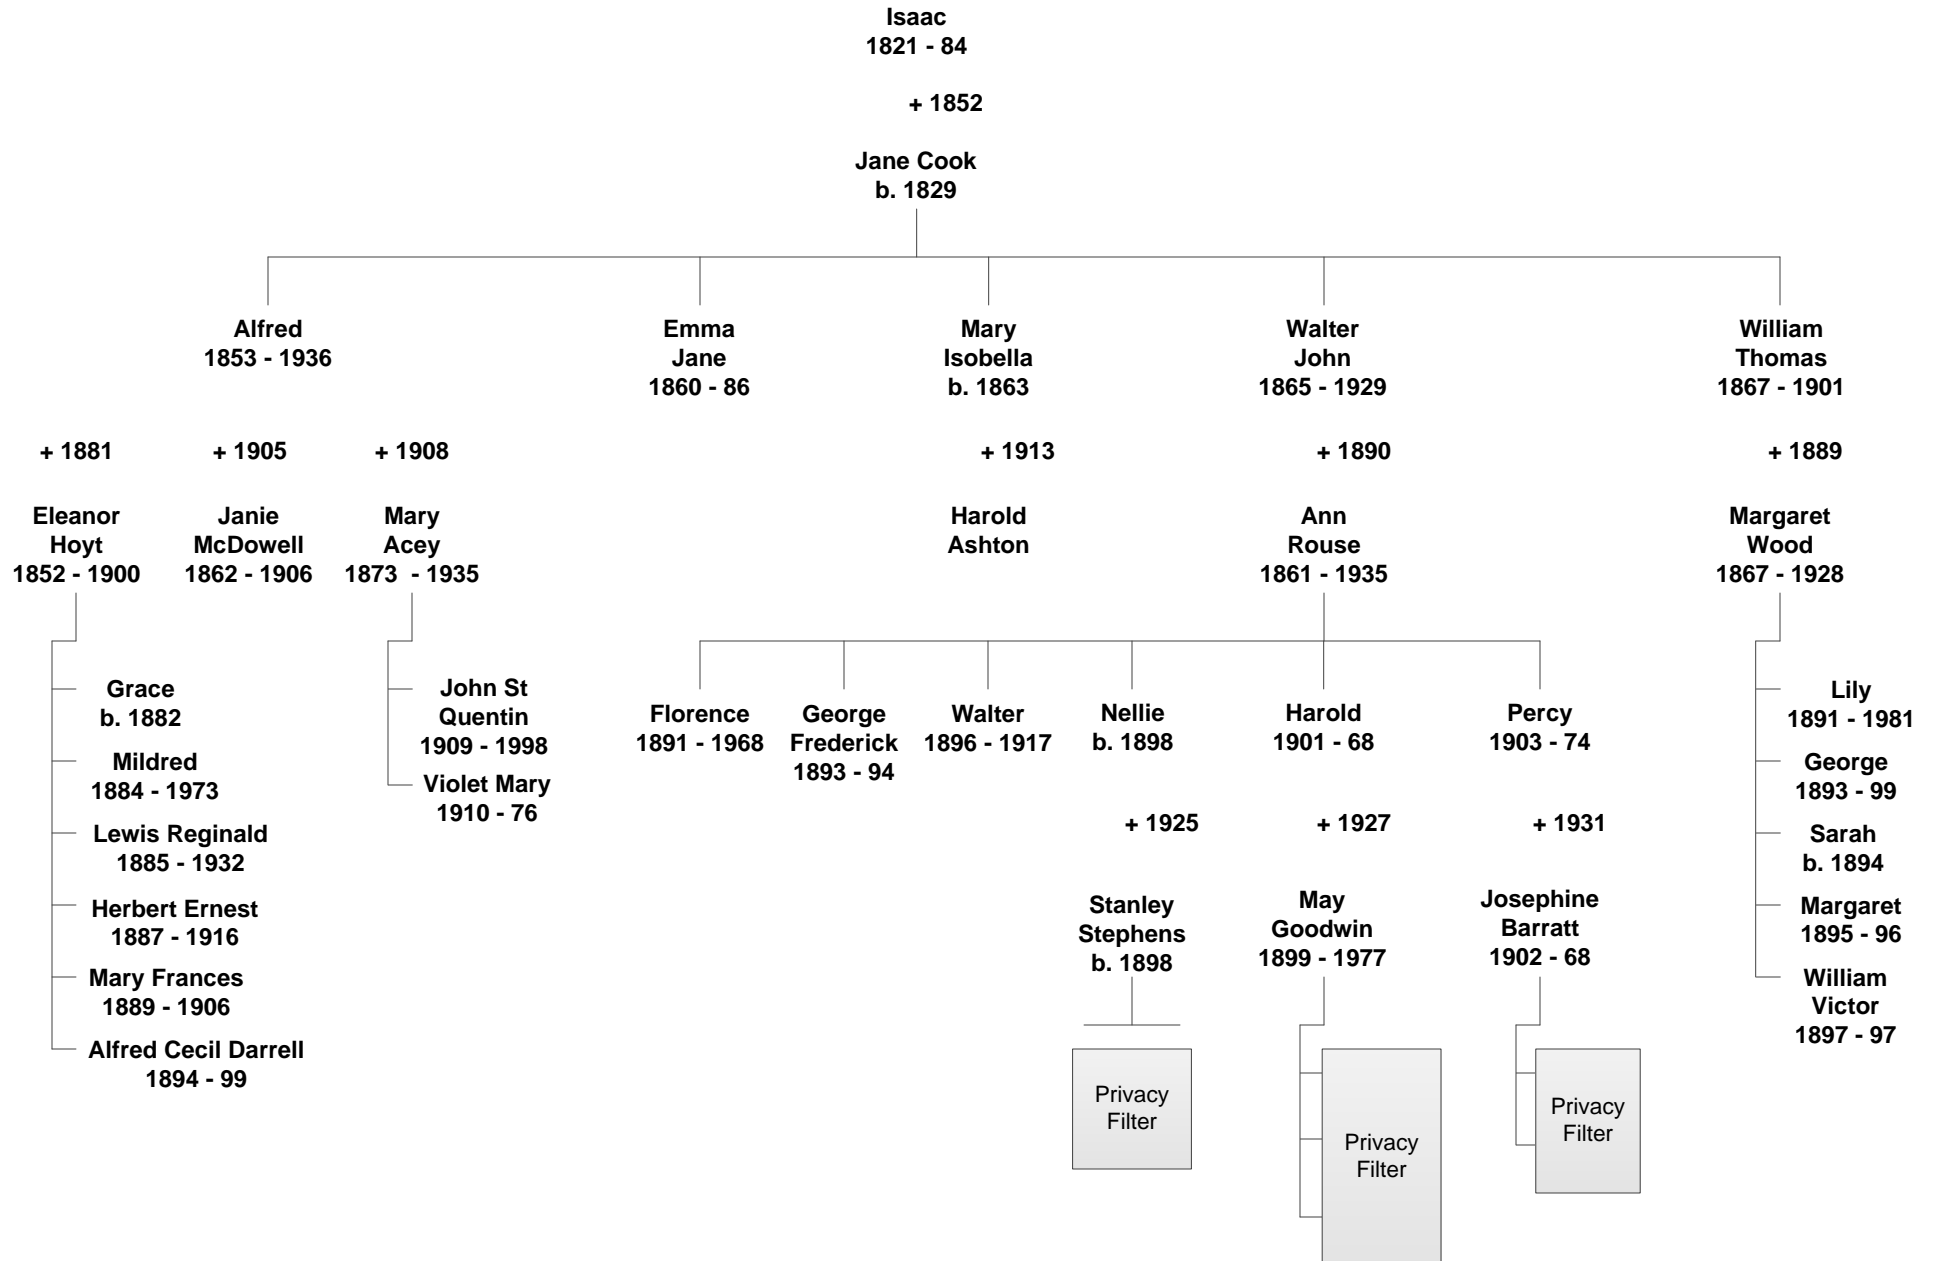 Isaac
1821 - 84
+ 1852
Jane Cook
b. 1829
Alfred
1853 - 1936
Emma
Jane
1860 - 86
Mary
Isobella
b. 1863
Walter
John
1865 - 1929
William
Thomas
1867 - 1901
+ 1881
+ 1905
+ 1908
+ 1913
+ 1890
+ 1889
Eleanor
Hoyt
1852 - 1900
Janie
McDowell
1862 - 1906
Mary
Acey
1873 - 1935
Harold
Ashton
Ann
Rouse
1861 - 1935
Margaret
Wood
1867 - 1928
Grace
b. 1882
Mildred
1884 - 1973
Lewis Reginald
1885 - 1932
Herbert Ernest
1887 - 1916
Mary Frances
1889 - 1906
Alfred Cecil Darrell
1894 - 99
John St
Quentin
1909 - 1998
Violet Mary
1910 - 76
Florence
1891 - 1968
George
Frederick
1893 - 94
Walter
1896 - 1917
Nellie
b. 1898
Harold
1901 - 68
Percy
1903 - 74
+ 1925
+ 1927
+ 1931
Stanley
Stephens
b. 1898
May
Goodwin
1899 - 1977
Josephine
Barratt
1902 - 68
Privacy
Filter
Privacy
Filter
Privacy
Filter
Lily
1891 - 1981
George
1893 - 99
Sarah
b. 1894
Margaret
1895 - 96
William
Victor
1897 - 97